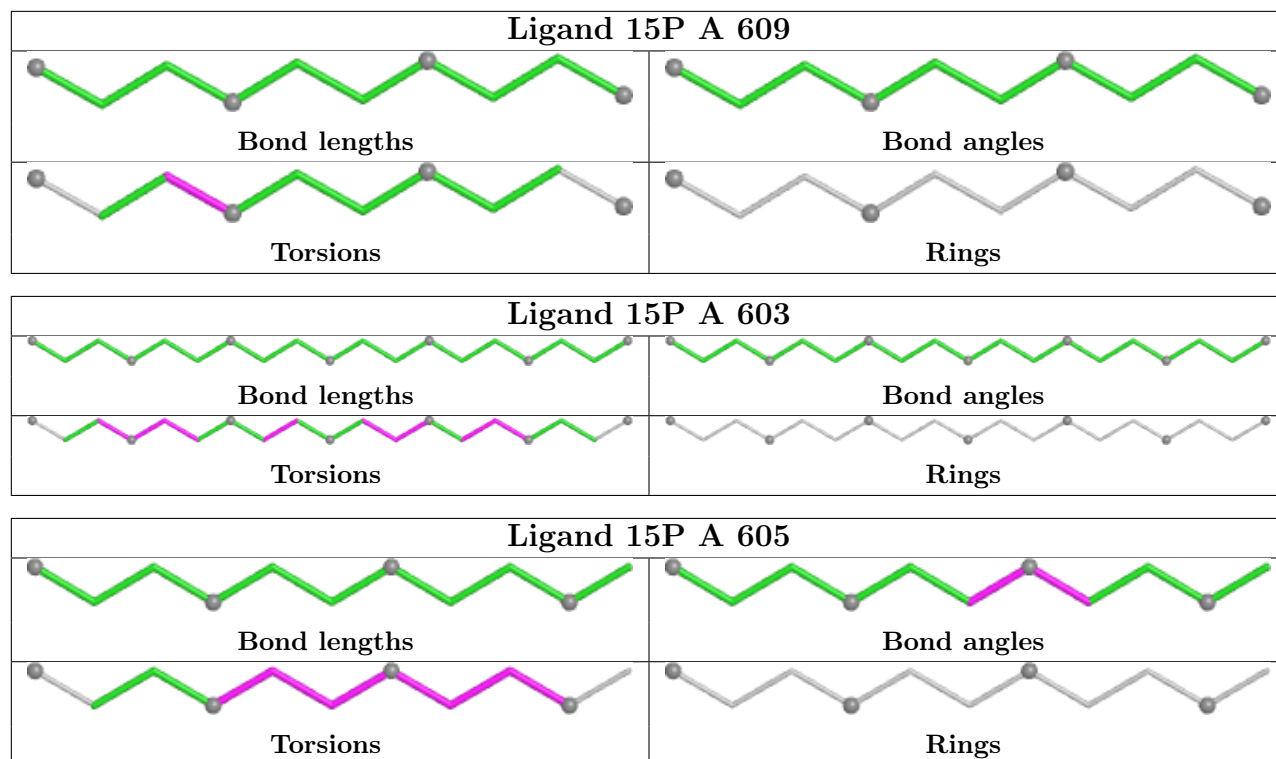 Ligand 15P A 609
Bond lengths Bond angles
Torsions Rings
Ligand 15P A 603
Bond lengths Bond angles
Torsions Rings
Ligand 15P A 605
Bond lengths Bond angles
Torsions Rings